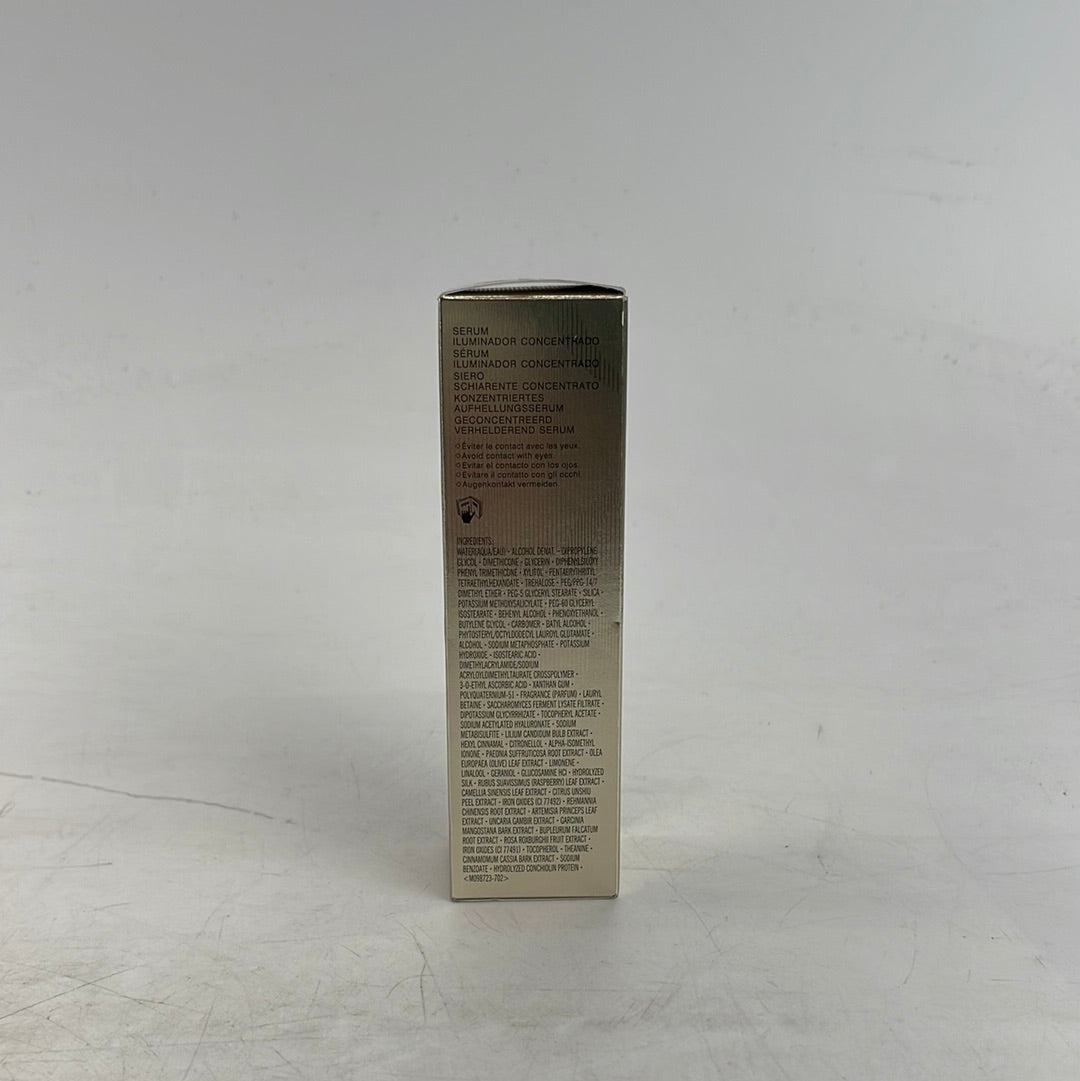 SERUM
ILUMINADOR CONCENTRADO
SÉRUM
ILUMINADOR CONCENTRADO
SIERO
SCHIARENTE CONCENTRATO
KONZENTRIERTES
AUFHELLUNGSSERUM
GECONCENTREERD
VERHELDEREND SERUM
○Éviter le contact avec les yeux.
○Avoid contact with eyes.
○Evitar el contacto con los ojos.
○Evitare il contatto con gli occhi.
○Augenkontakt vermeiden.
INGREDIENTS:
WATER(AQUA/EAU)・ALCOHOL DENAT.・DIPROPYLENE
GLYCOL・DIMETHICONE・GLYCERIN・DIPHENYLSILOXY
PHENYL TRIMETHICONE・XYLITOL・PENTAERYTHRITYL
TETRAETHYLHEXANOATE・TREHALOSE・PEG/PPG-14/7
DIMETHYL ETHER・PEG-5 GLYCERYL STEARATE・SILICA・
POTASSIUM METHOXYSALICYLATE・PEG-60 GLYCERYL
ISOSTEARATE・BEHENYL ALCOHOL・PHENOXYETHANOL・
BUTYLENE GLYCOL・CARBOMER・BATYL ALCOHOL・
PHYTOSTERYL/OCTYLDODECYL LAUROYL GLUTAMATE・
ALCOHOL・SODIUM METAPHOSPHATE・POTASSIUM
HYDROXIDE・ISOSTEARIC ACID・
DIMETHYLACRYLAMIDE/SODIUM
ACRYLOYLDIMETHYLTAURATE CROSSPOLYMER・
3-O-ETHYL ASCORBIC ACID・XANTHAN GUM・
POLYQUATERNIUM-51・FRAGRANCE (PARFUM)・LAURYL
BETAINE・SACCHAROMYCES FERMENT LYSATE FILTRATE・
DIPOTASSIUM GLYCYRRHIZATE・TOCOPHERYL ACETATE・
SODIUM ACETYLATED HYALURONATE・SODIUM
METABISULFITE・LILIUM CANDIDUM BULB EXTRACT・
HEXYL CINNAMAL・CITRONELLOL・ALPHA-ISOMETHYL
IONONE・PAEONIA SUFFRUTICOSA ROOT EXTRACT・OLEA
EUROPAEA (OLIVE) LEAF EXTRACT・LIMONENE・
LINALOOL・GERANIOL・GLUCOSAMINE HCl・HYDROLYZED
SILK・RUBUS SUAVISSIMUS (RASPBERRY) LEAF EXTRACT・
CAMELLIA SINENSIS LEAF EXTRACT・CITRUS UNSHIU
PEEL EXTRACT・IRON OXIDES (CI 77492)・REHMANNIA
CHINENSIS ROOT EXTRACT・ARTEMISIA PRINCEPS LEAF
EXTRACT・UNCARIA GAMBIR EXTRACT・GARCINIA
MANGOSTANA BARK EXTRACT・BUPLEURUM FALCATUM
ROOT EXTRACT・ROSA ROXBURGHII FRUIT EXTRACT・
IRON OXIDES (CI 77491)・TOCOPHEROL・THEANINE・
CINNAMOMUM CASSIA BARK EXTRACT・SODIUM
BENZOATE・HYDROLYZED CONCHIOLIN PROTEIN・
<M098723-702>